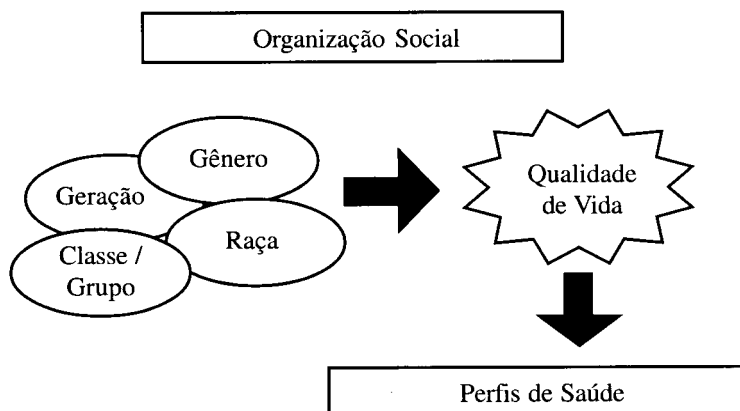 Organização Social
Gênero
Geração
Raça
Classe /
Grupo
Qualidade
de Vida
Perfis de Saúde